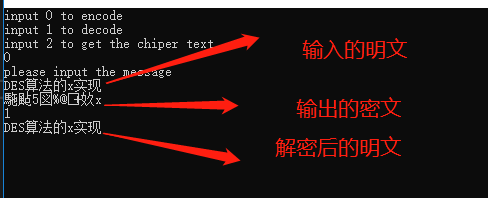 input 0 to encode
input 1 to decode
input 2 to get the chiper text
0
please input the message
DES算法的x实现
输入的明文
5 %@
输出的密文
1
DES算法的x实现
解密后的明文